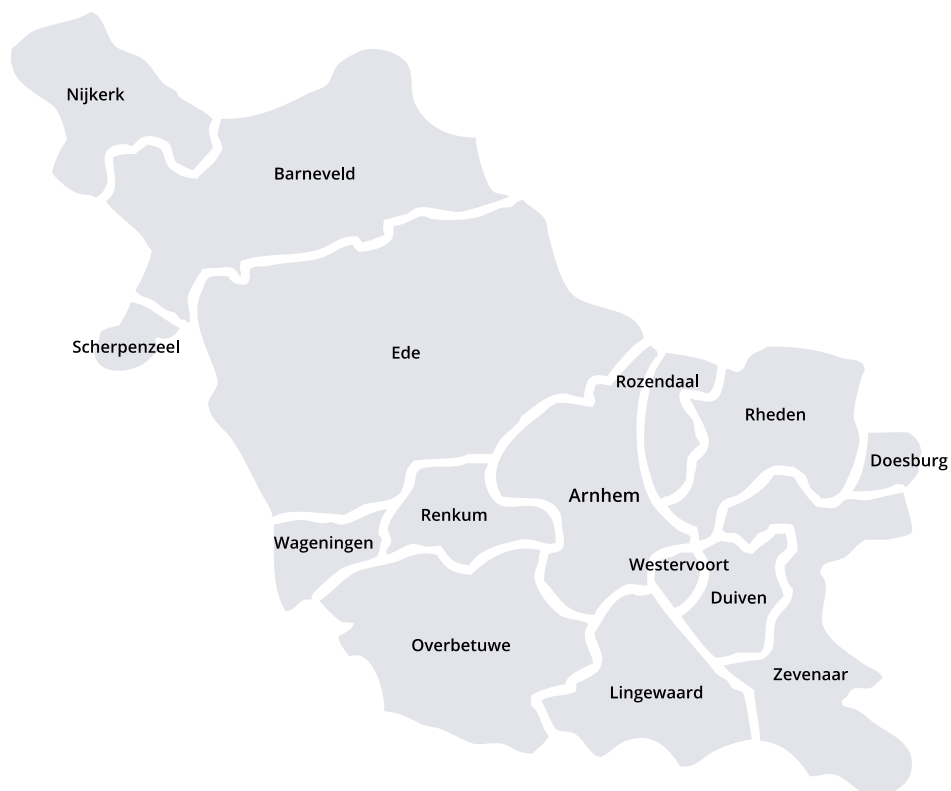 Nijkerk
Barneveld
Scherpenzeel
Ede
Rozendaal
Rheden
Doesburg
Arnhem
Renkum
Wageningen
Westervoort
Duiven
Overbetuwe
Zevenaar
Lingewaard